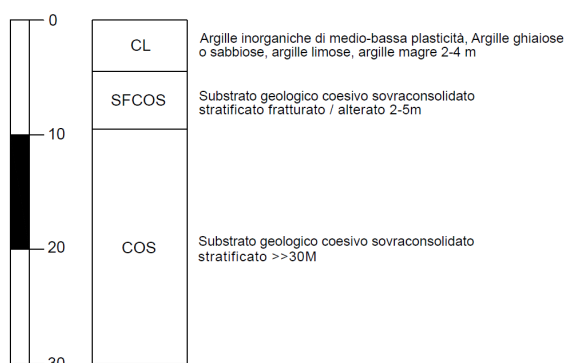 0
CL
Argille inorganiche di medio-bassa plasticità, Argille ghiaiose
o sabbiose, argille limose, argille magre 2-4 m
SFCOS
Substrato geologico coesivo sovraconsolidato
stratificato fratturato / alterato 2-5m
10
20
COS
Substrato geologico coesivo sovraconsolidato
stratificato >>30M
30